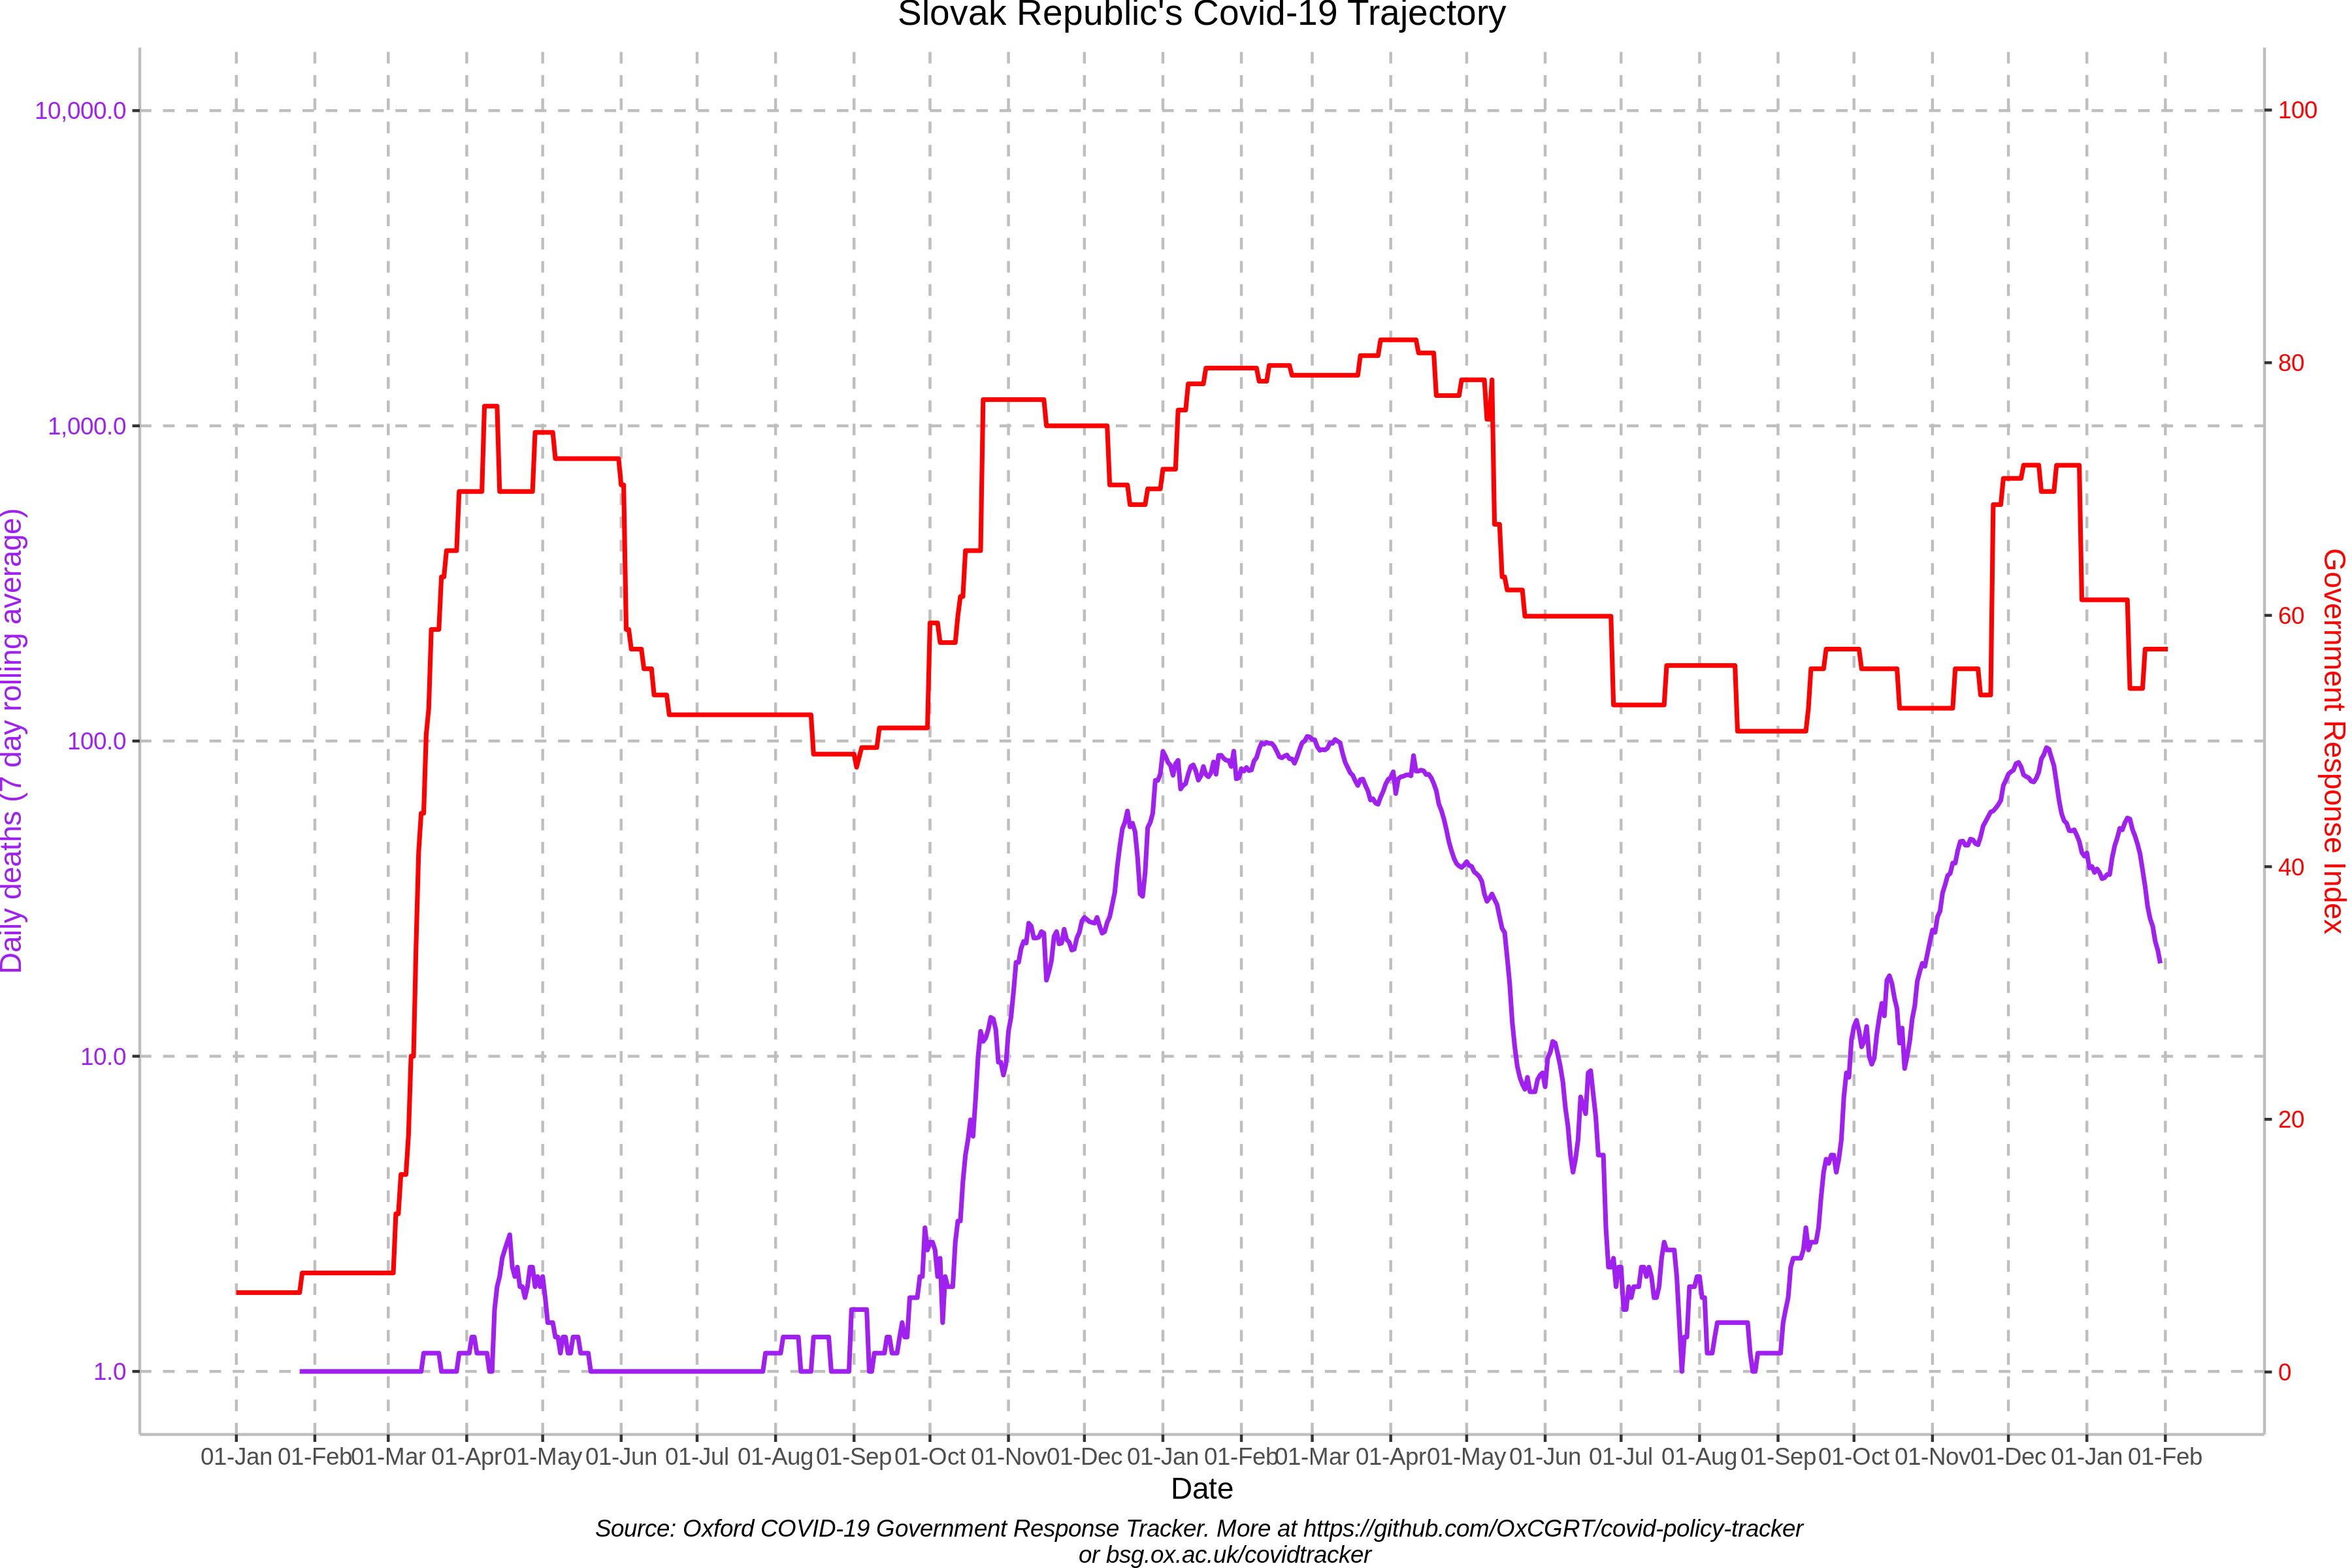 Slovak Republic's Covid-19 Trajectory
10,000.0
1,000.0
100.0
10.0
1.0
Daily deaths (7 day rolling average)
100
80
60
40
20
0
Government Response Index
01-Jan 01-Feb 01-Mar 01-Apr 01-May 01-Jun 01-Jul 01-Aug 01-Sep 01-Oct 01-Nov 01-Dec 01-Jan 01-Feb 01-Mar 01-Apr 01-May 01-Jun 01-Jul 01-Aug 01-Sep 01-Oct 01-Nov 01-Dec 01-Jan 01-Feb
Date
Source: Oxford COVID-19 Government Response Tracker. More at https://github.com/OxCGRT/covid-policy-tracker
or bsg.ox.ac.uk/covidtracker